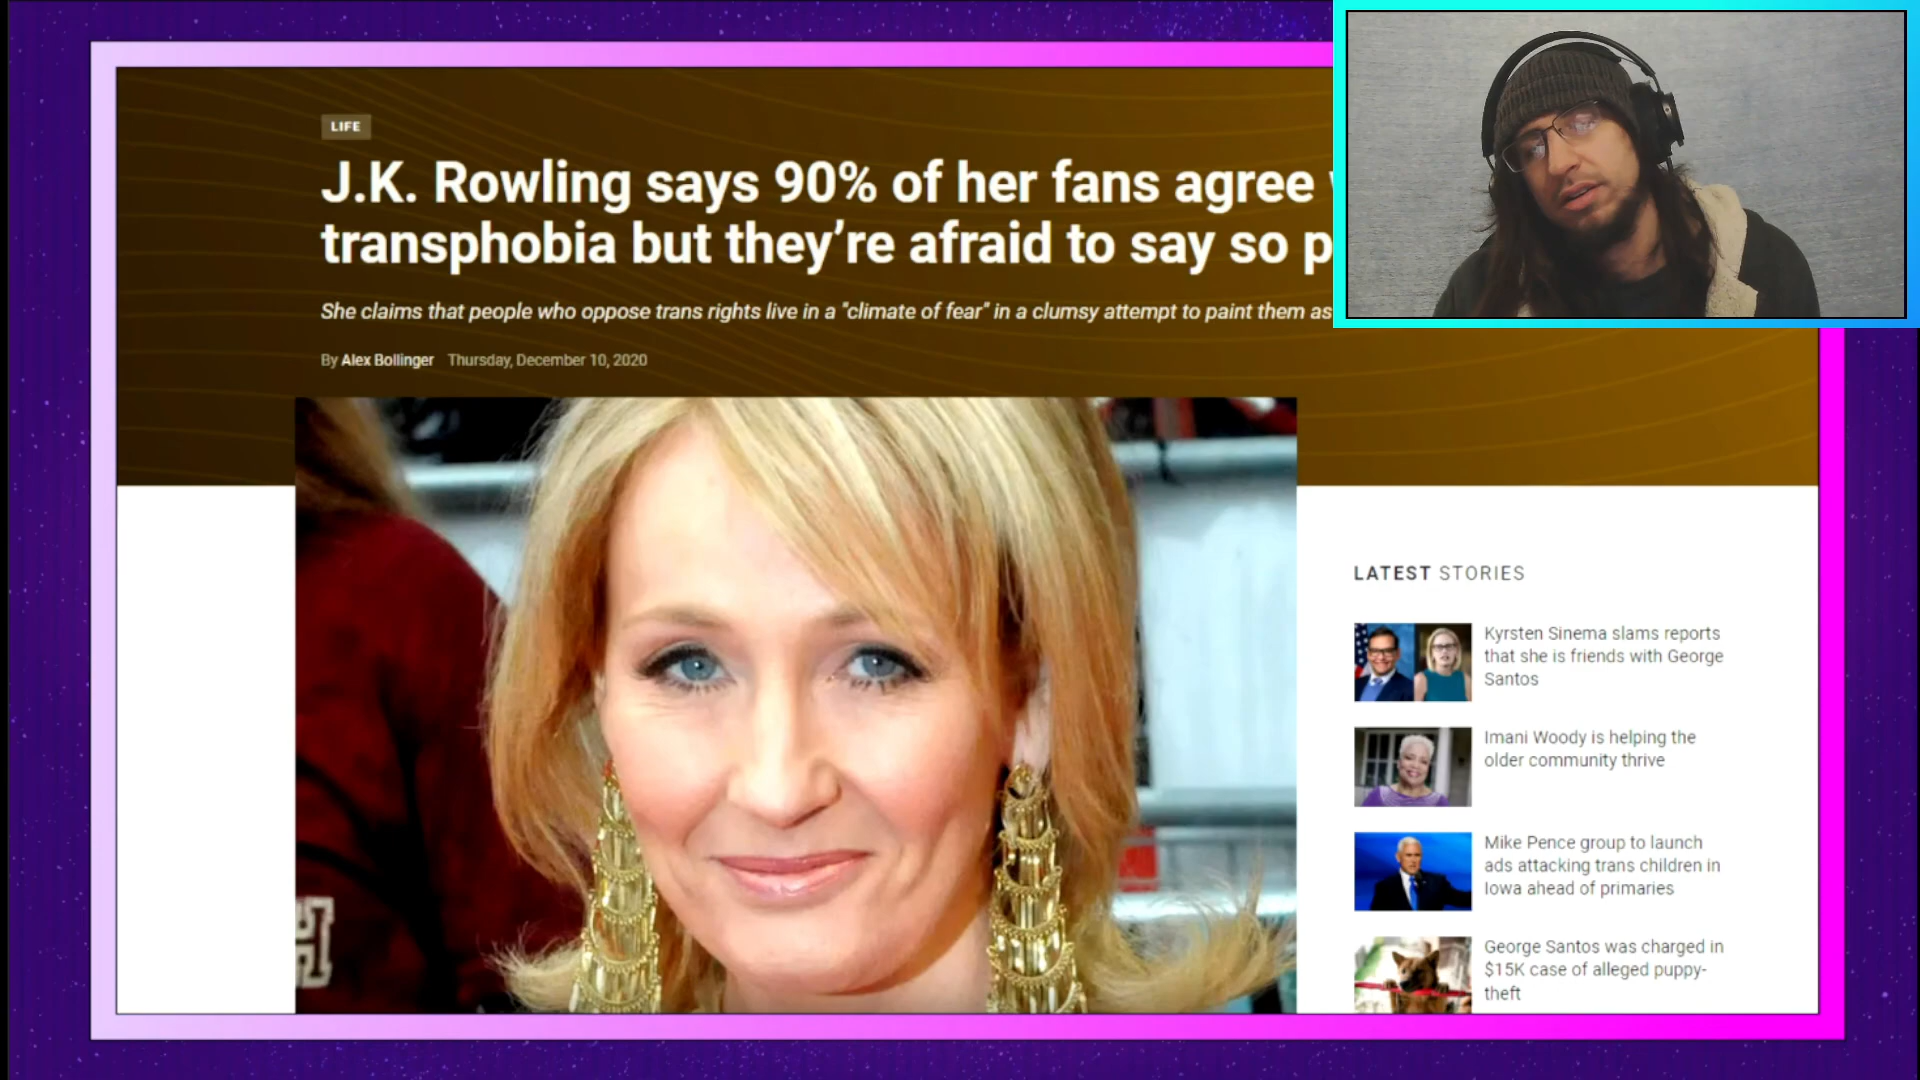 LIFE
J.K. Rowling says 90% of her fans agree
transphobia but they're afraid to say so p
She claims that people who oppose trans rights live in a "climate of fear" in a clumsy attempt to paint them as
By Alex Bollinger Thursday, December 10, 2020
LATEST STORIES
Kyrsten Sinema slams reports
that she is friends with George
Santos
Imani Woody is helping the
older community thrive
Mike Pence group to launch
ads attacking trans children in
Iowa ahead of primaries
George Santos was charged in
$15K case of alleged puppy-
theft
H